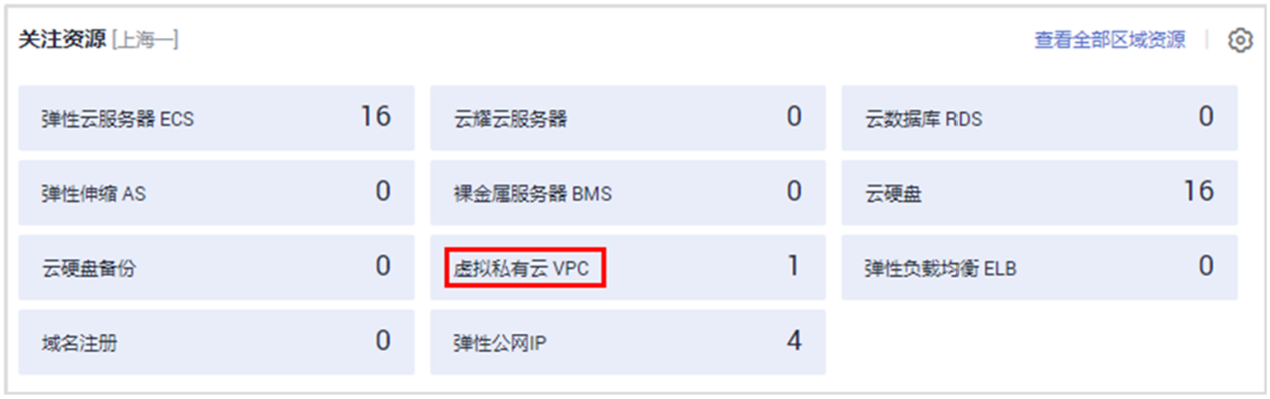 关注资源 [上海一] 查看全部区域资源
弹性云服务器 ECS 16 云耀云服务器 0 云数据库 RDS 0
弹性伸缩 AS 0 裸金属服务器 BMS 0 云硬盘 16
云硬盘备份 0 虚拟私有云 VPC 1 弹性负载均衡 ELB 0
域名注册 0 弹性公网IP 4